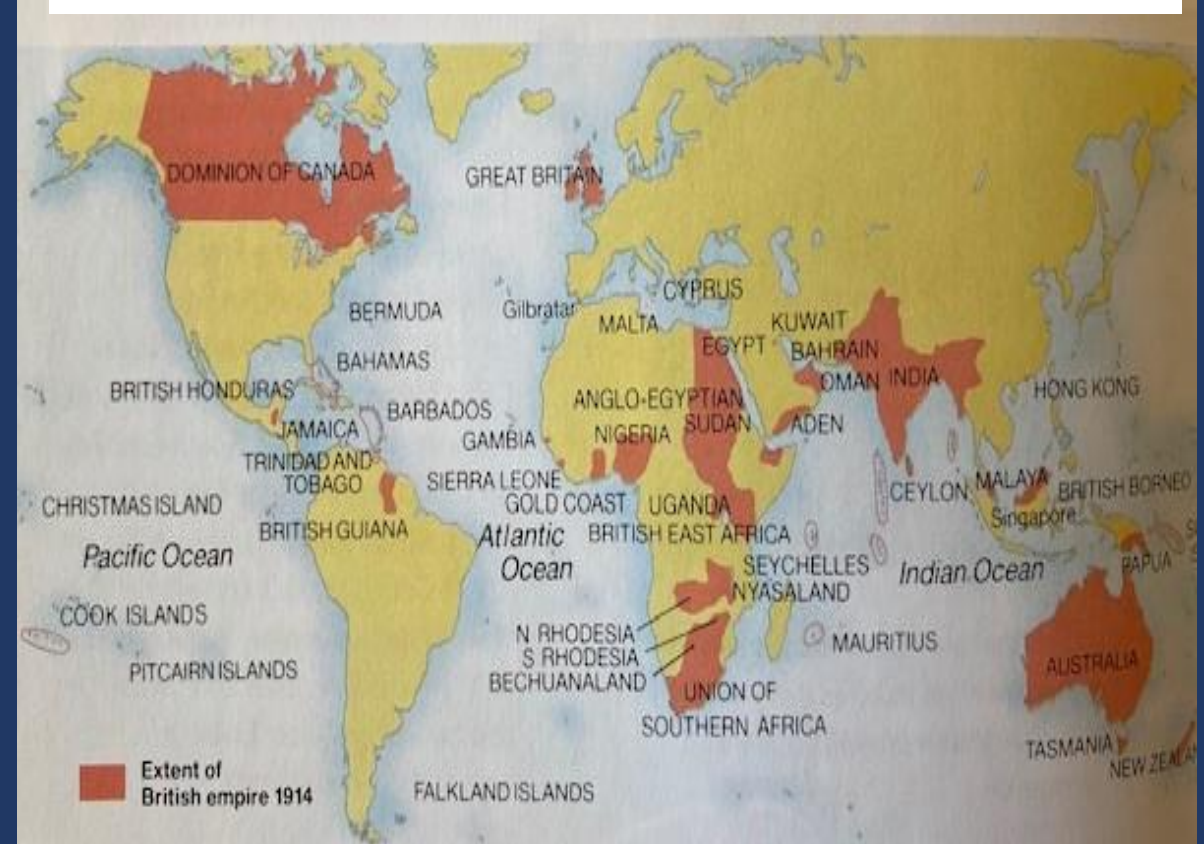 DOMINION OF CANADA
GREAT BRITAIN
BERMUDA
Gilbratar
MALTA
CYPRUS
EGYPT
KUWAIT
BAHRAIN
BAHAMAS
BRITISH HONDURAS
OMAN
INDIA
HONG KONG
JAMAICA
BARBADOS
ANGLO-EGYPTIAN
SUDAN
GAMBIA
NIGERIA
ADEN
TRINIDAD AND
TOBAGO
SIERRA LEONE
GOLD COAST
UGANDA
CEYLON
MALAYA
BRITISH BORNEO
Singapore
CHRISTMAS ISLAND
BRITISH GUIANA
BRITISH EAST AFRICA
Pacific Ocean
Atlantic
Ocean
SEYCHELLES
NYASALAND
Indian Ocean
PAPUA
COOK ISLANDS
N RHODESIA
S RHODESIA
BECHUANALAND
MAURITIUS
PITCAIRN ISLANDS
UNION OF
SOUTHERN AFRICA
AUSTRALIA
TASMANIA
NEW ZEALA
Extent of
British empire 1914
FALKLAND ISLANDS